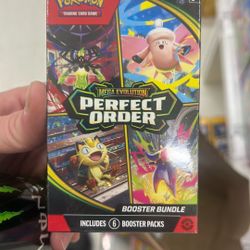 POKÉMON
TRADING CARD GAME
MEGA EVOLUTION
PERFECT ORDER
BOOSTER BUNDLE
INCLUDES 6 BOOSTER PACKS